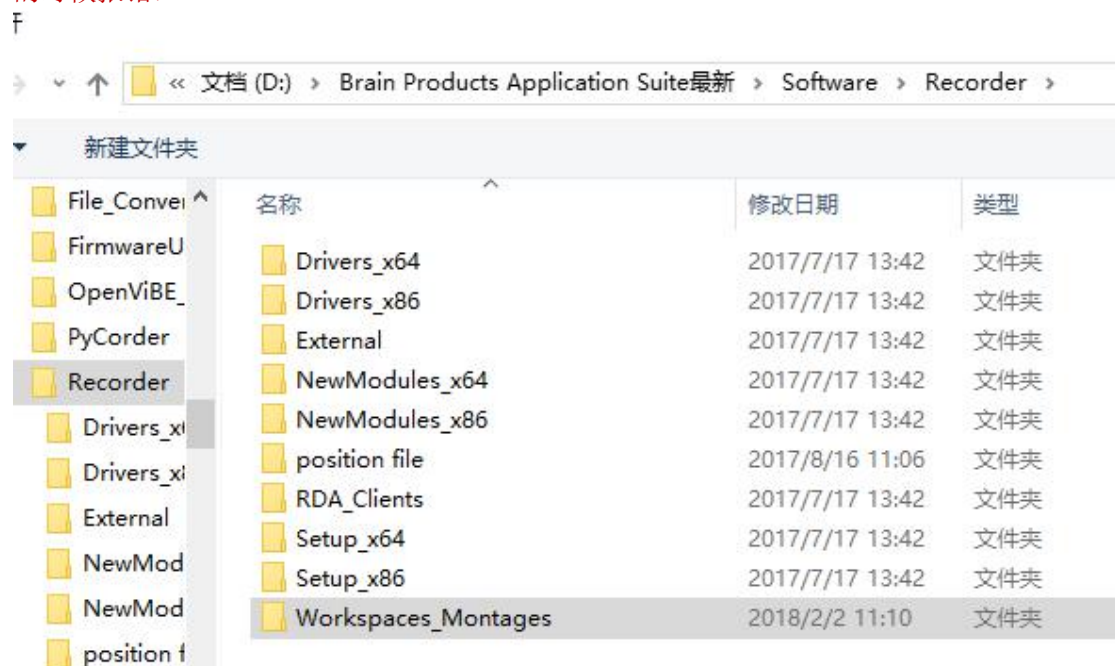 开
« 文档 (D:) › Brain Products Application Suite最新 › Software › Recorder ›
新建文件夹
File_Conver
FirmwareU
OpenViBE_
PyCorder
Recorder
Drivers_x
Drivers_x
External
NewMod
NewMod
position f
名称 修改日期 类型
Drivers_x64 2017/7/17 13:42 文件夹
Drivers_x86 2017/7/17 13:42 文件夹
External 2017/7/17 13:42 文件夹
NewModules_x64 2017/7/17 13:42 文件夹
NewModules_x86 2017/7/17 13:42 文件夹
position file 2017/8/16 11:06 文件夹
RDA_Clients 2017/7/17 13:42 文件夹
Setup_x64 2017/7/17 13:42 文件夹
Setup_x86 2017/7/17 13:42 文件夹
Workspaces_Montages 2018/2/2 11:10 文件夹